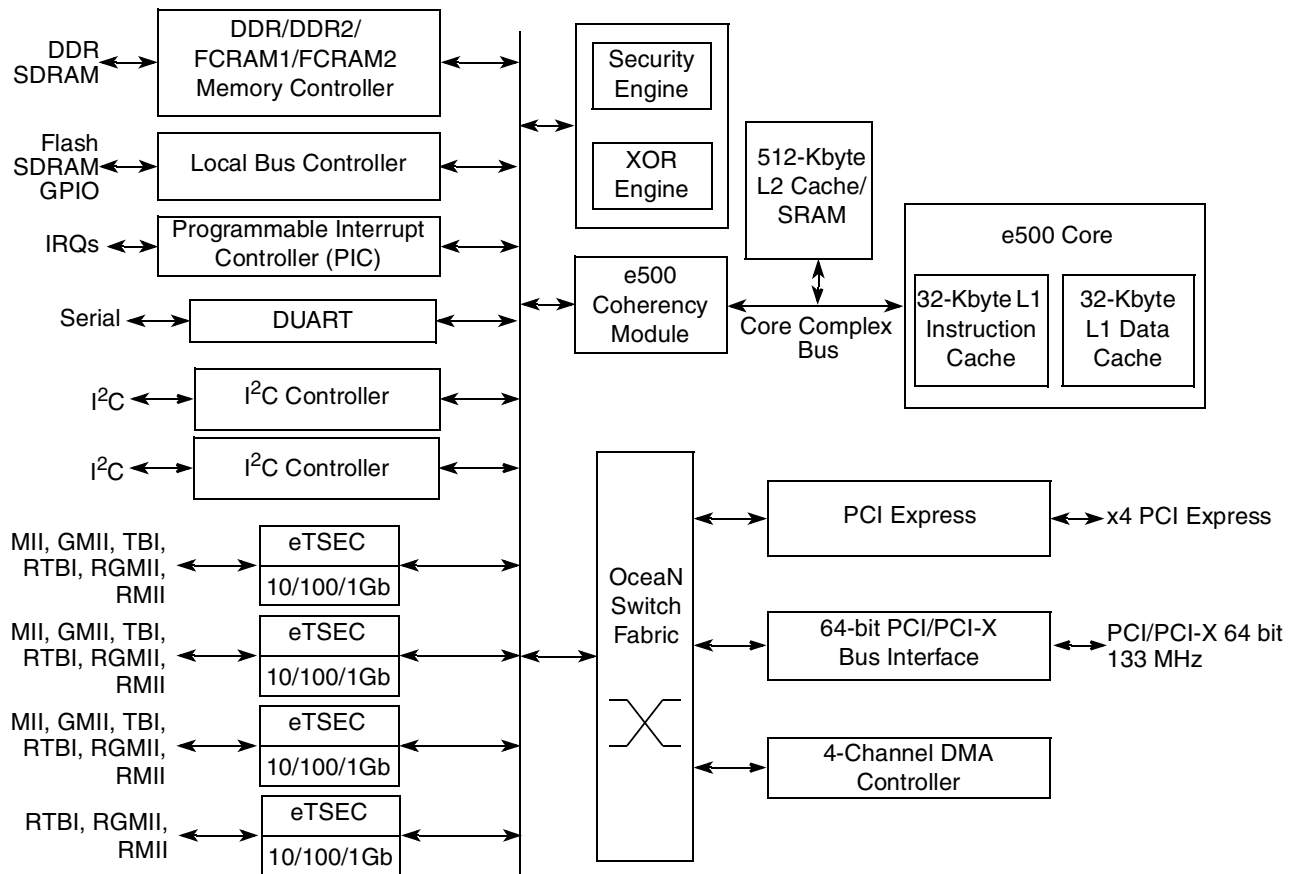 DDR
SDRAM
DDR/DDR2/
FCRAM1/FCRAM2
Memory Controller
Flash
SDRAM
GPIO
Local Bus Controller
IRQs
Programmable Interrupt
Controller (PIC)
Serial
DUART
I²C
I²C Controller
I²C
I²C Controller
MII, GMII, TBI,
RTBI, RGMII,
RMII
eTSEC
10/100/1Gb
MII, GMII, TBI,
RTBI, RGMII,
RMII
eTSEC
10/100/1Gb
MII, GMII, TBI,
RTBI, RGMII,
RMII
eTSEC
10/100/1Gb
RTBI, RGMII,
RMII
eTSEC
10/100/1Gb
Security
Engine
XOR
Engine
512-Kbyte
L2 Cache/
SRAM
e500
Coherency
Module
Core Complex
Bus
e500 Core
32-Kbyte L1
Instruction
Cache
32-Kbyte
L1 Data
Cache
OceaN
Switch
Fabric
PCI Express
x4 PCI Express
64-bit PCI/PCI-X
Bus Interface
PCI/PCI-X 64 bit
133 MHz
4-Channel DMA
Controller